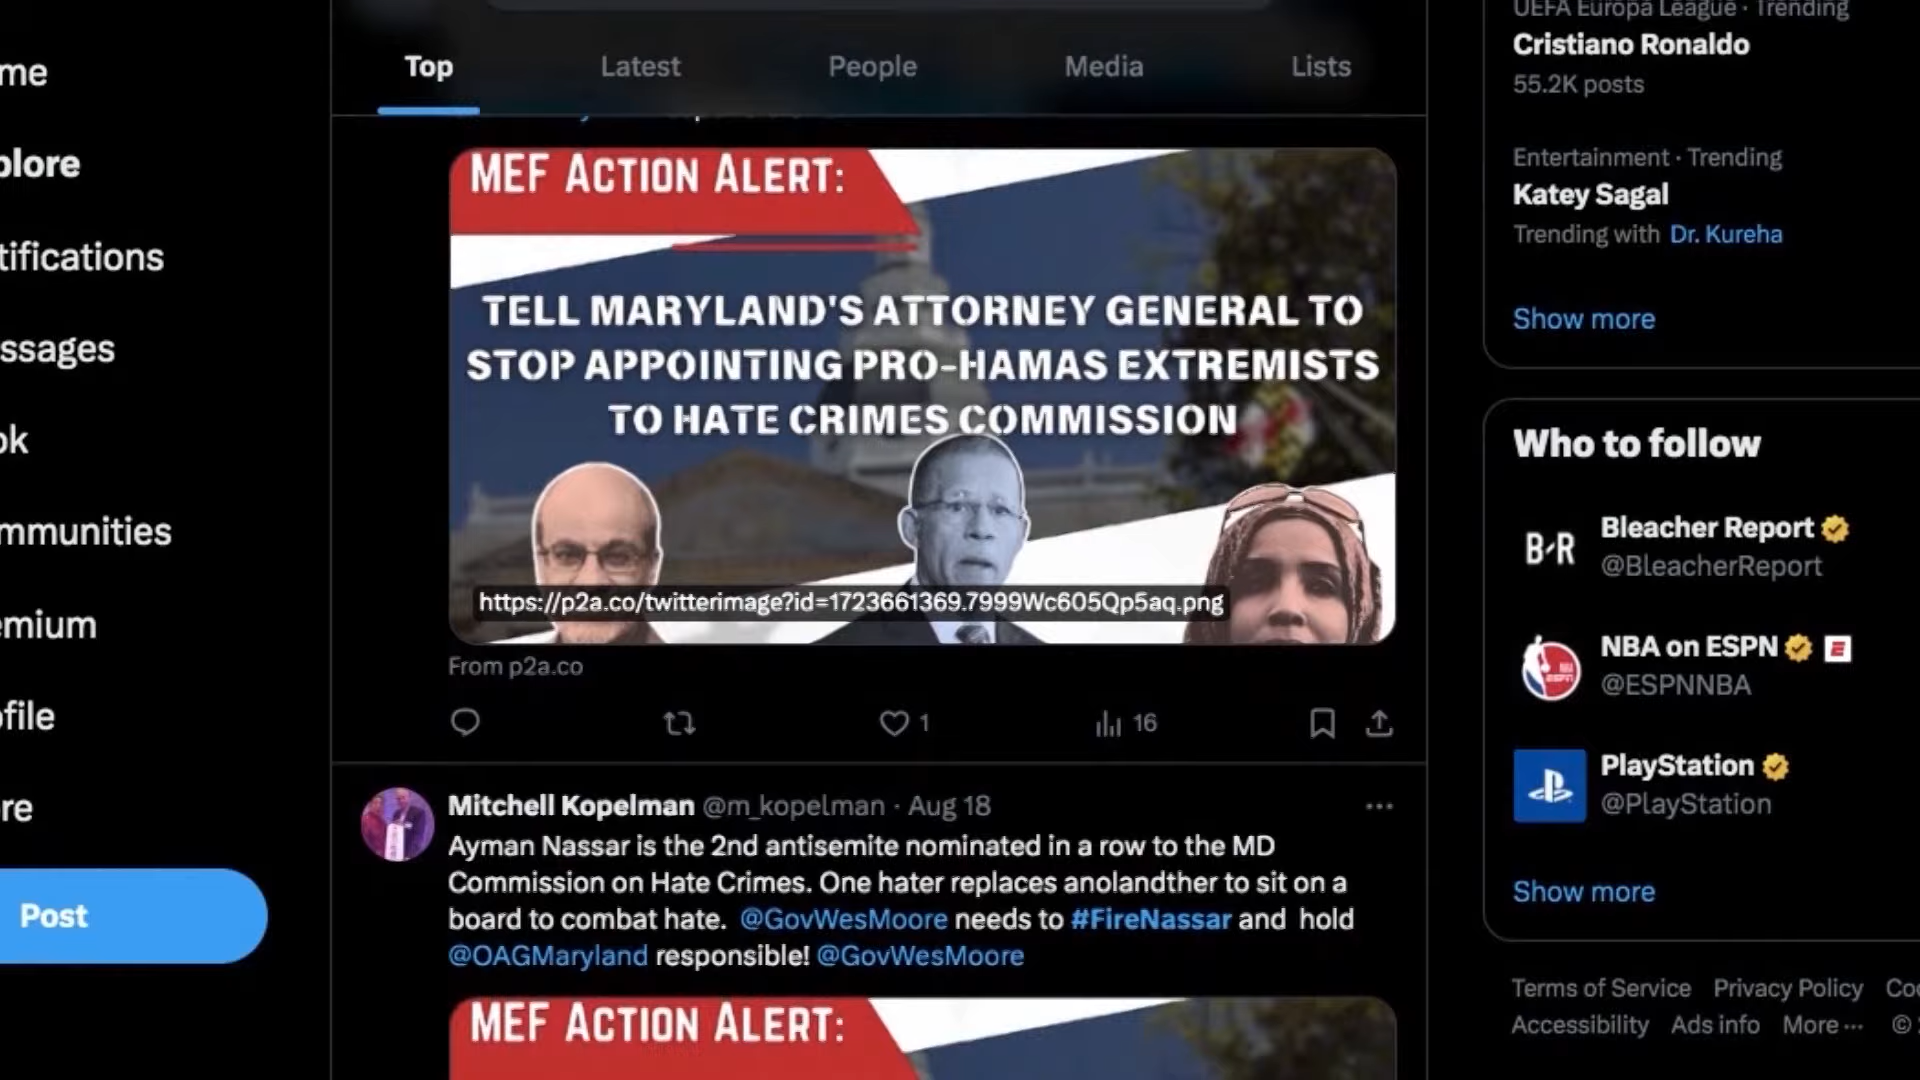 me
plore
tifications
ssages
ok
mmunities
emium
ofile
re
Post
Top
Latest
People
Media
Lists
MEF ACTION ALERT:
TELL MARYLAND'S ATTORNEY GENERAL TO
STOP APPOINTING PRO-HAMAS EXTREMISTS
TO HATE CRIMES COMMISSION
https://p2a.co/twitterimage?id=1723661369.7999Wc605Qp5aq.png
From p2a.co
1
16
Mitchell Kopelman @m_kopelman · Aug 18
Ayman Nassar is the 2nd antisemite nominated in a row to the MD
Commission on Hate Crimes. One hater replaces anolandther to sit on a
board to combat hate. @GovWesMoore needs to #FireNassar and hold
@OAGMaryland responsible! @GovWesMoore
MEF ACTION ALERT:
UEFA Europa League · Trending
Cristiano Ronaldo
55.2K posts
Entertainment · Trending
Katey Sagal
Trending with Dr. Kureha
Show more
Who to follow
B/R
Bleacher Report
@BleacherReport
NBA on ESPN
@ESPNNBA
PlayStation
@PlayStation
Show more
Terms of Service Privacy Policy Coo
Accessibility Ads info More ··· ©